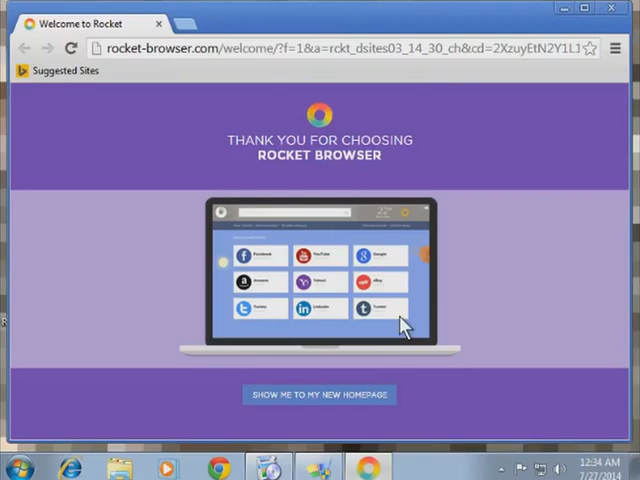 Welcome to Rocket
rocket-browser.com/welcome/?f=1&a=rckt_dsites03_14_30_ch&cd=2XzuyEtN2Y1L1
Suggested Sites
THANK YOU FOR CHOOSING
ROCKET BROWSER
22°
Facebook
YouTube
Google
amazon
Yahoo!
eBay
Twitter
LinkedIn
Tumblr
SHOW ME TO MY NEW HOMEPAGE
12:34 AM
7/27/2014